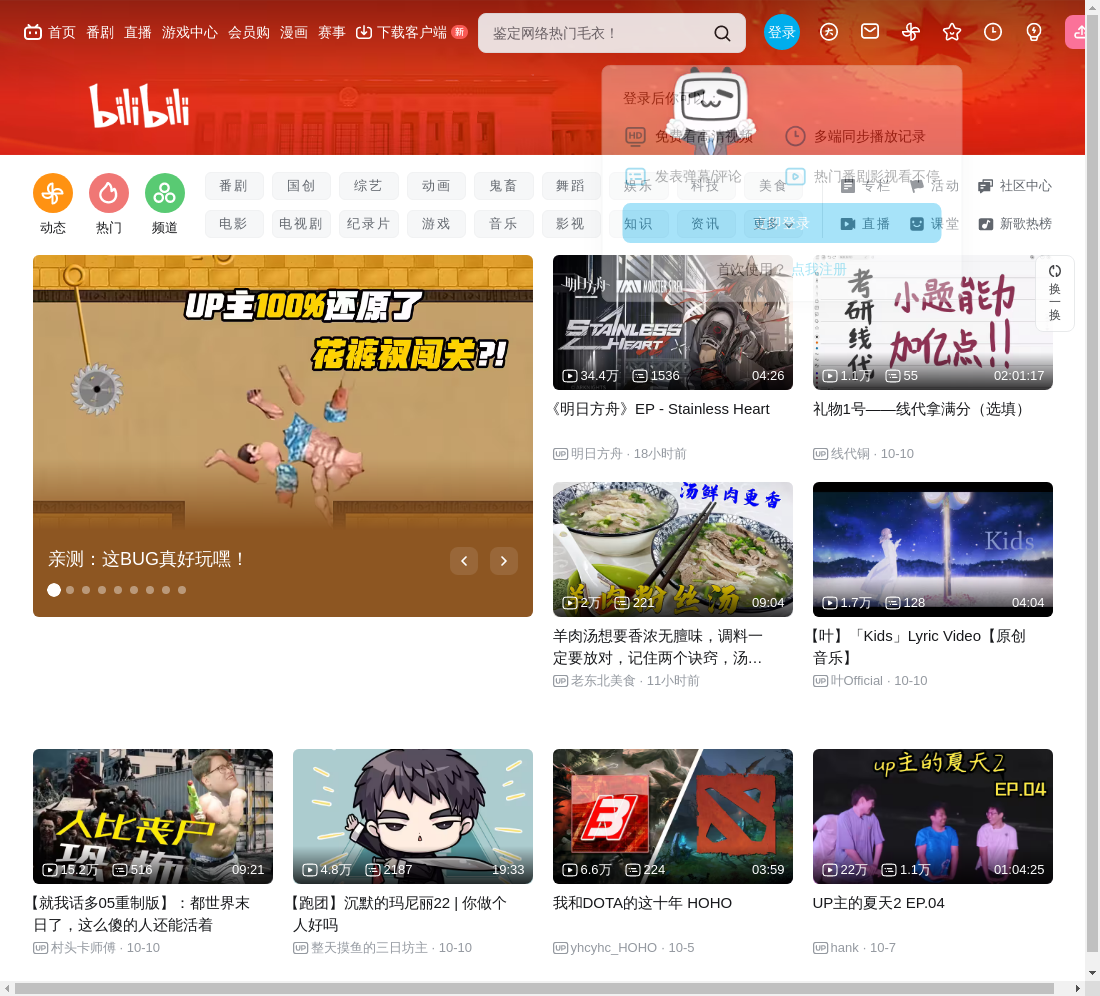 首页 番剧 直播 游戏中心 会员购 漫画 赛事 下载客户端 新
鉴定网络热门毛衣！
登录
bilibili
登录后你可以：
HD 免费看高清视频 多端同步播放记录
发表弹幕/评论 热门番剧影视看不停
立即登录
首次使用？ 点我注册
动态 热门 频道
番剧 国创 综艺 动画 鬼畜 舞蹈 娱乐 科技 美食 专栏 活动 社区中心
电影 电视剧 纪录片 游戏 音乐 影视 知识 资讯 更多 直播 课堂 新歌热榜
换一换
UP主100%还原了
花裤衩闯关?!
亲测：这BUG真好玩嘿！
明日方舟 MONSTER SIREN
STAINLESS HEART
34.4万 1536 04:26
《明日方舟》EP - Stainless Heart
UP 明日方舟 · 18小时前
考研线代
小题能力
加亿点!!
1.1万 55 02:01:17
礼物1号——线代拿满分（选填）
UP 线代铜 · 10-10
汤鲜肉更香
羊肉粉丝汤
2万 221 09:04
羊肉汤想要香浓无膻味，调料一
定要放对，记住两个诀窍，汤…
UP 老东北美食 · 11小时前
Kids
1.7万 128 04:04
【叶】「Kids」Lyric Video【原创
音乐】
UP 叶Official · 10-10
人比丧尸
恐怖
15.2万 516 09:21
【就我话多05重制版】：都世界末
日了，这么傻的人还能活着
UP 村头卡师傅 · 10-10
4.8万 2187 19:33
【跑团】沉默的玛尼丽22 | 你做个
人好吗
UP 整天摸鱼的三日坊主 · 10-10
6.6万 224 03:59
我和DOTA的这十年 HOHO
UP yhcyhc_HOHO · 10-5
up主的夏天2
EP.04
22万 1.1万 01:04:25
UP主的夏天2 EP.04
UP hank · 10-7